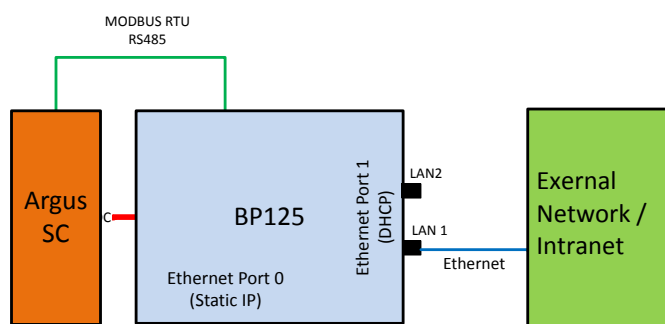 MODBUS RTU
RS485
Argus
SC
C
BP125
Ethernet Port 0
(Static IP)
Ethernet Port 1
(DHCP)
LAN2
LAN 1
Ethernet
Exernal
Network /
Intranet